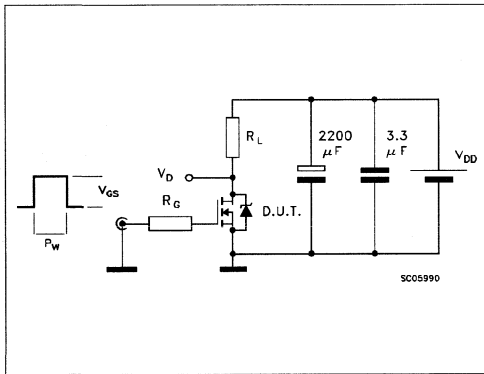 R_L
2200 μF
3.3 μF
V_DD
V_D
V_GS
R_G
D.U.T.
P_W
SC05990